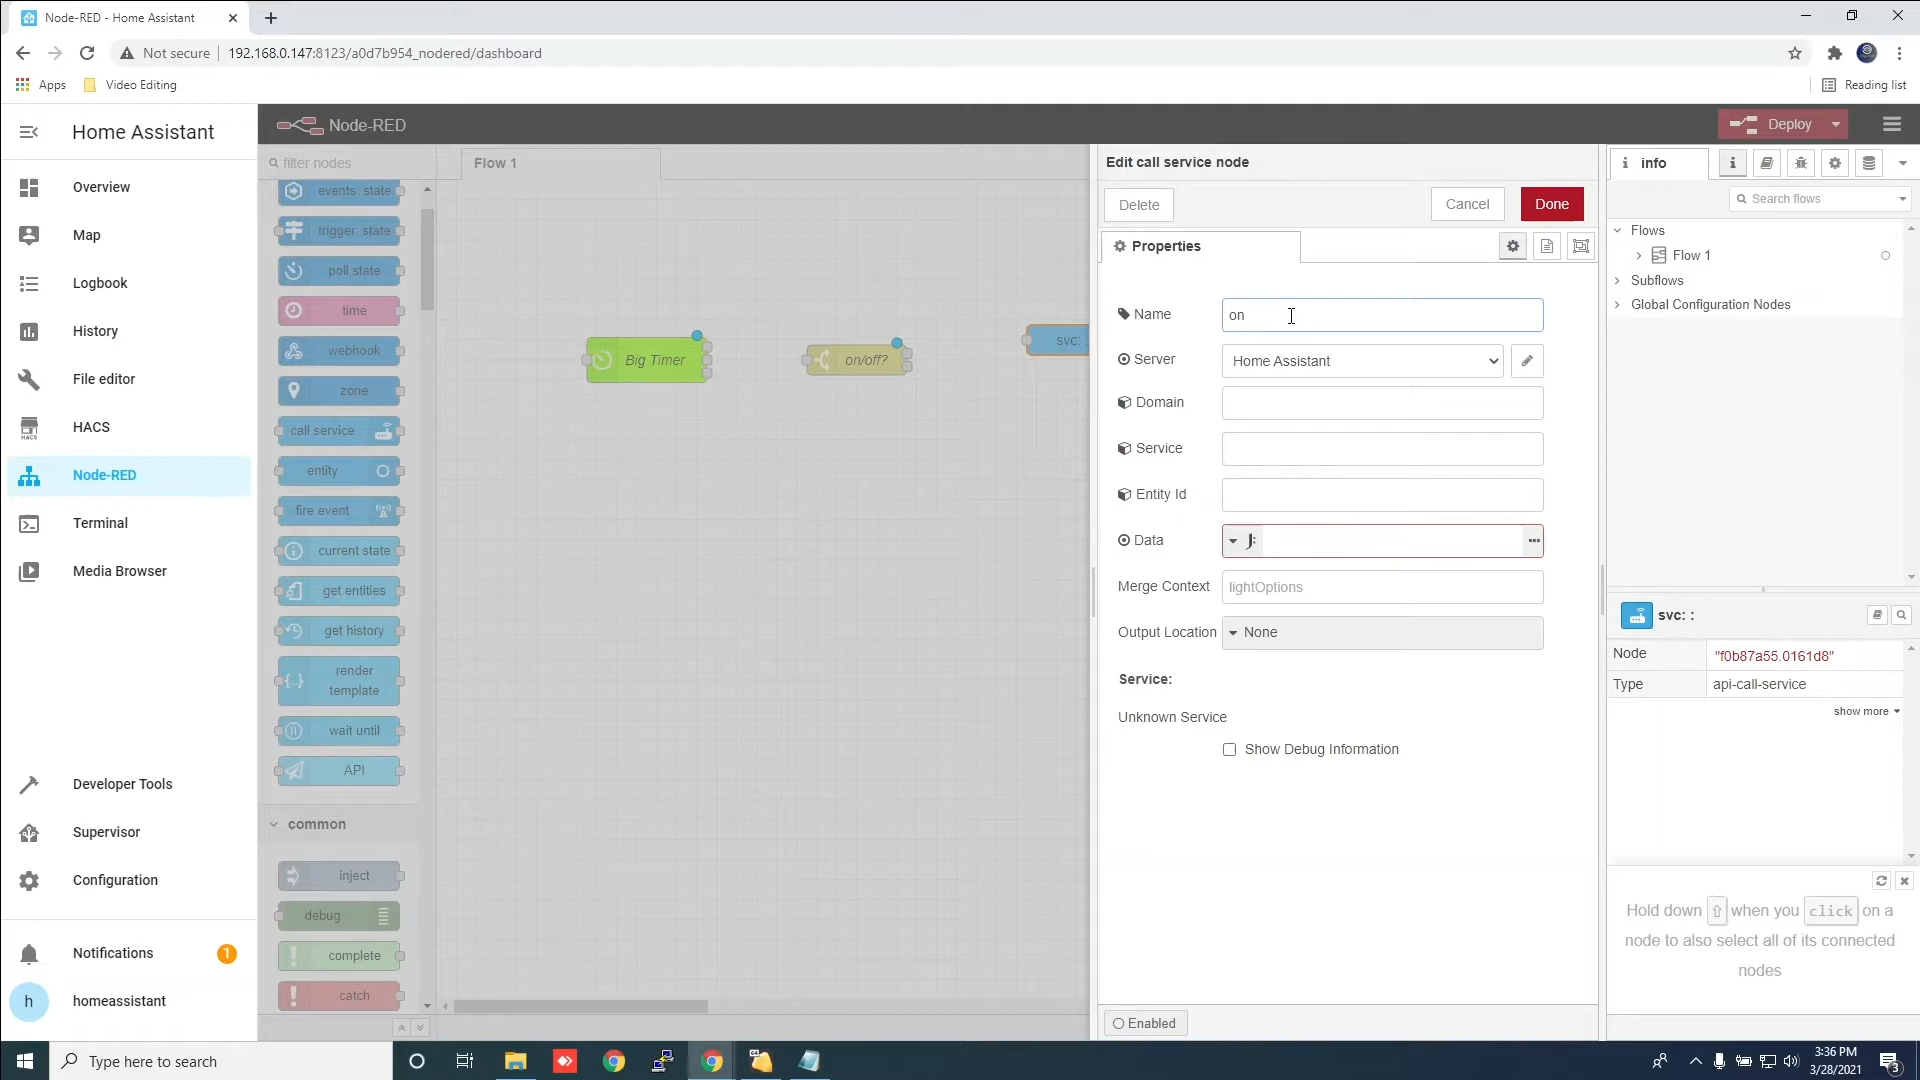 Node-RED - Home Assistant
Not secure
192.168.0.147:8123/a0d7b954_nodered/dashboard
Apps
Video Editing
Reading list
Home Assistant
Overview
Map
Logbook
History
File editor
HACS
HACS
Node-RED
Terminal
Media Browser
Developer Tools
Supervisor
Configuration
Notifications
1
h
homeassistant
Node-RED
Deploy
filter nodes
events: state
trigger: state
poll state
time
webhook
zone
call service
entity
fire event
current state
get entities
get history
render
template
wait until
API
common
inject
debug
complete
catch
Flow 1
Big Timer
on/off?
svc: :
Edit call service node
Delete
Cancel
Done
Properties
Name
on
Server
Home Assistant
Domain
Service
Entity Id
Data
J:
Merge Context
lightOptions
Output Location
None
Service:
Unknown Service
Show Debug Information
Enabled
info
Search flows
Flows
Flow 1
Subflows
Global Configuration Nodes
svc: :
Node
"f0b87a55.0161d8"
Type
api-call-service
show more
Hold down ⇧ when you click on a
node to also select all of its connected
nodes
Type here to search
3:36 PM
3/28/2021
3